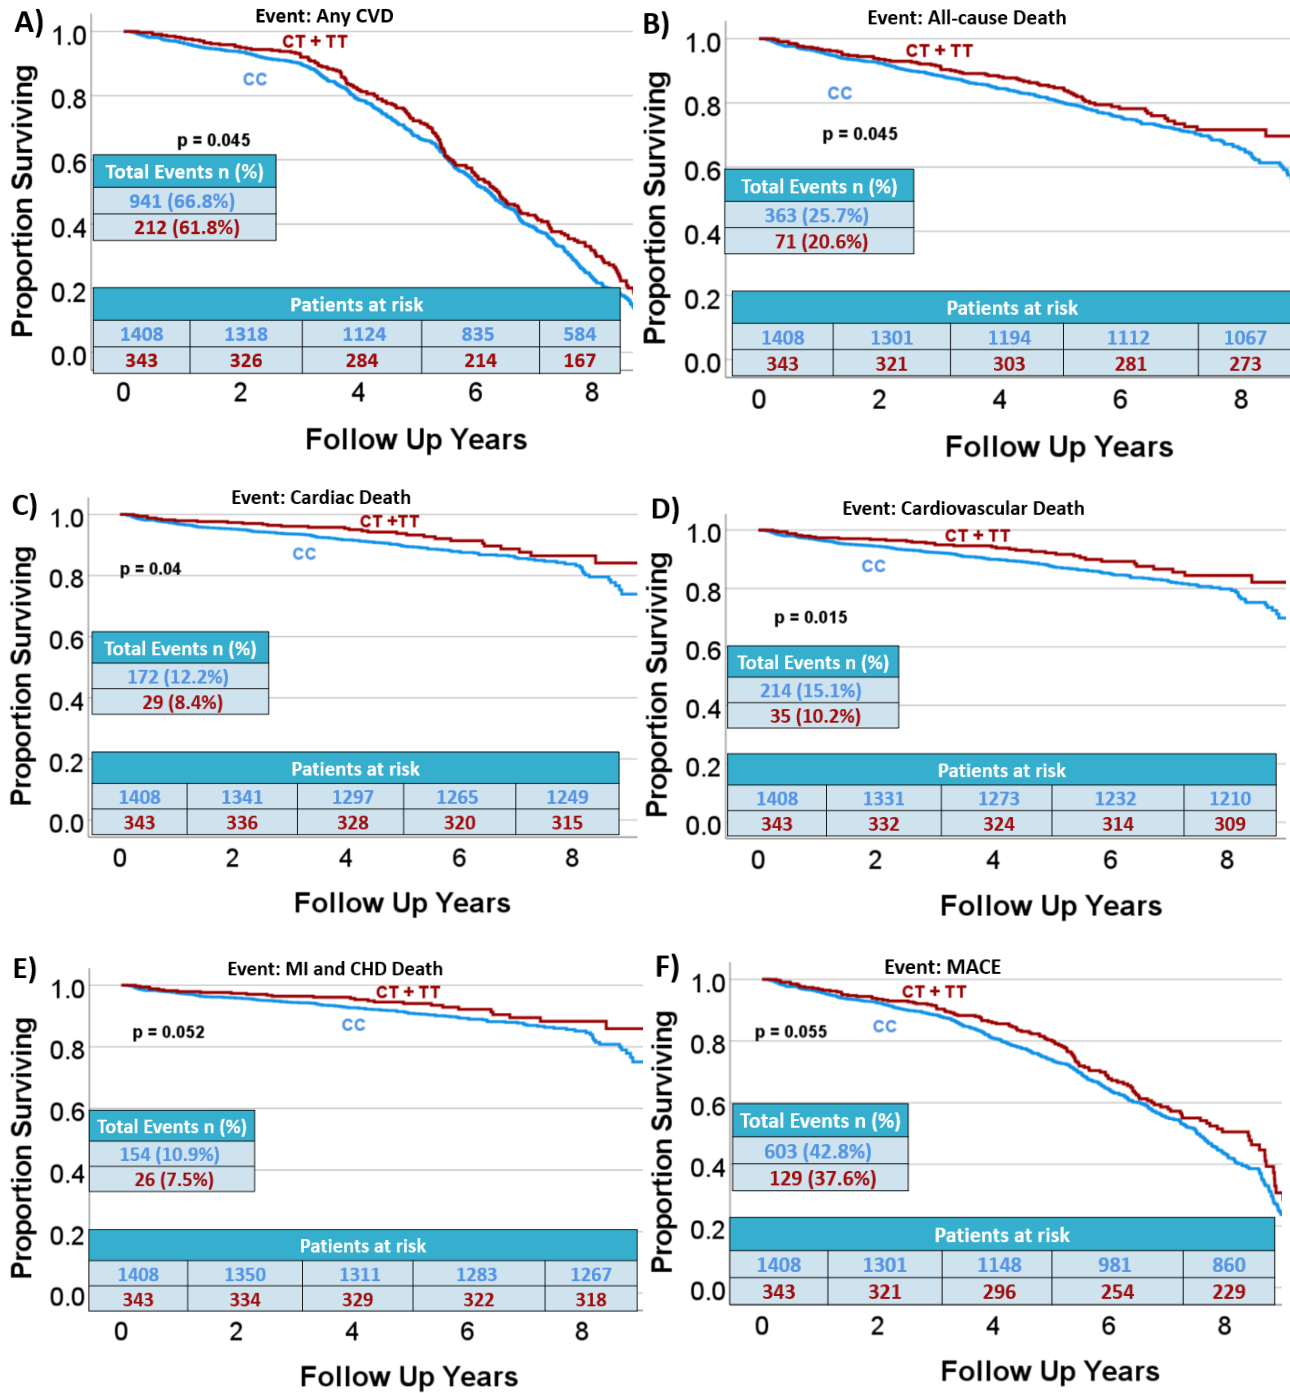 A)
Event: Any CVD
Proportion Surviving
1.0
0.8
0.6
0.4
0.2
0.0
CT + TT
CC
p = 0.045
Total Events n (%)
941 (66.8%)
212 (61.8%)
Patients at risk
1408 1318 1124 835 584
343 326 284 214 167
0 2 4 6 8
Follow Up Years
B)
Event: All-cause Death
Proportion Surviving
1.0
0.8
0.6
0.4
0.2
0.0
CT + TT
CC
p = 0.045
Total Events n (%)
363 (25.7%)
71 (20.6%)
Patients at risk
1408 1301 1194 1112 1067
343 321 303 281 273
0 2 4 6 8
Follow Up Years
C)
Event: Cardiac Death
Proportion Surviving
1.0
0.8
0.6
0.4
0.2
0.0
CT +TT
CC
p = 0.04
Total Events n (%)
172 (12.2%)
29 (8.4%)
Patients at risk
1408 1341 1297 1265 1249
343 336 328 320 315
0 2 4 6 8
Follow Up Years
D)
Event: Cardiovascular Death
Proportion Surviving
1.0
0.8
0.6
0.4
0.2
0.0
CT + TT
CC
p = 0.015
Total Events n (%)
214 (15.1%)
35 (10.2%)
Patients at risk
1408 1331 1273 1232 1210
343 332 324 314 309
0 2 4 6 8
Follow Up Years
E)
Event: MI and CHD Death
Proportion Surviving
1.0
0.8
0.6
0.4
0.2
0.0
CT + TT
CC
p = 0.052
Total Events n (%)
154 (10.9%)
26 (7.5%)
Patients at risk
1408 1350 1311 1283 1267
343 334 329 322 318
0 2 4 6 8
Follow Up Years
F)
Event: MACE
Proportion Surviving
1.0
0.8
0.6
0.4
0.2
0.0
CT + TT
CC
p = 0.055
Total Events n (%)
603 (42.8%)
129 (37.6%)
Patients at risk
1408 1301 1148 981 860
343 321 296 254 229
0 2 4 6 8
Follow Up Years